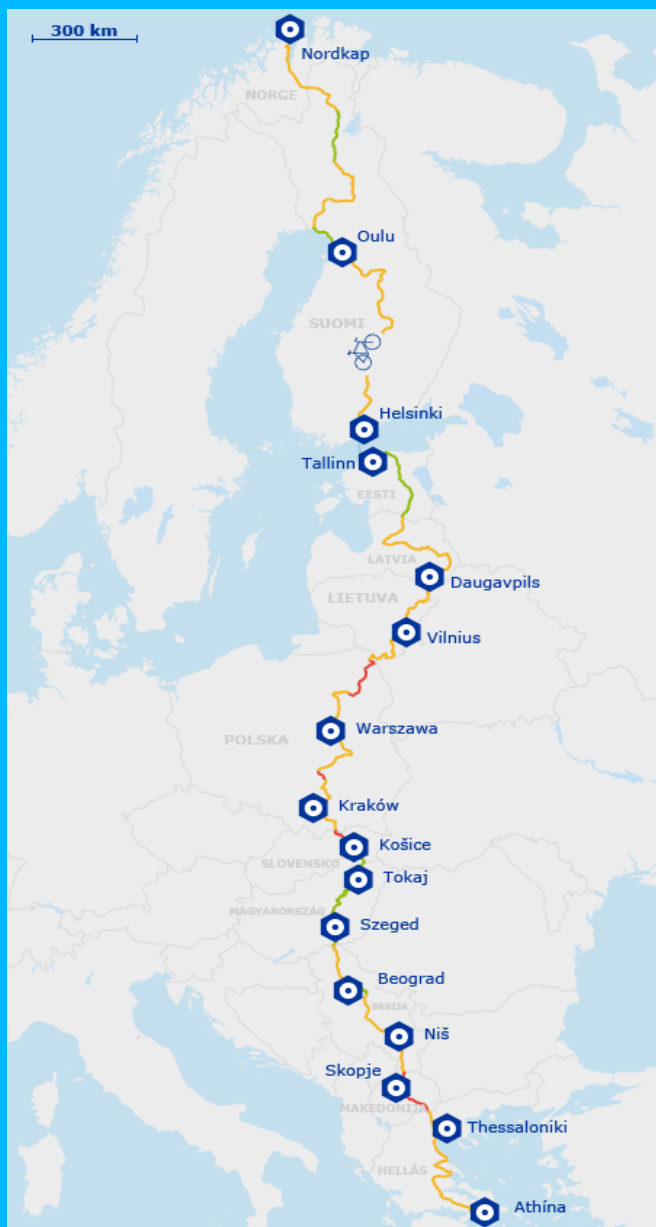 300 km
Nordkap
NORGE
Oulu
SUOMI
Helsinki
Tallinn
EESTI
LATVIA
Daugavpils
LIETUVA
Vilnius
Warszawa
POLSKA
Kraków
Košice
SLOVENSKO
Tokaj
MAGYARORSZÁG
Szeged
Beograd
SRBIJA
Niš
Skopje
MAKEDONIJA
Thessaloniki
HELLÁS
Athína